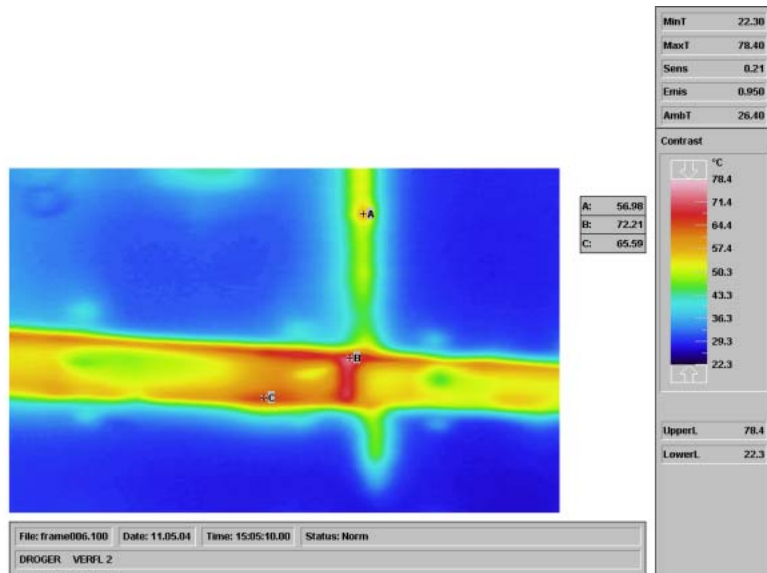 MinT 22.30
MaxT 78.40
Sens 0.21
Emis 0.950
AmbT 26.40
Contrast
°C
78.4
71.4
64.4
57.4
50.3
43.3
36.3
29.3
22.3
A: 56.98
B: 72.21
C: 65.59
+A
+B
+C
UpperL 78.4
LowerL 22.3
File: frame006.100 Date: 11.05.04 Time: 15:05:10.00 Status: Norm
DROGER VERFL 2